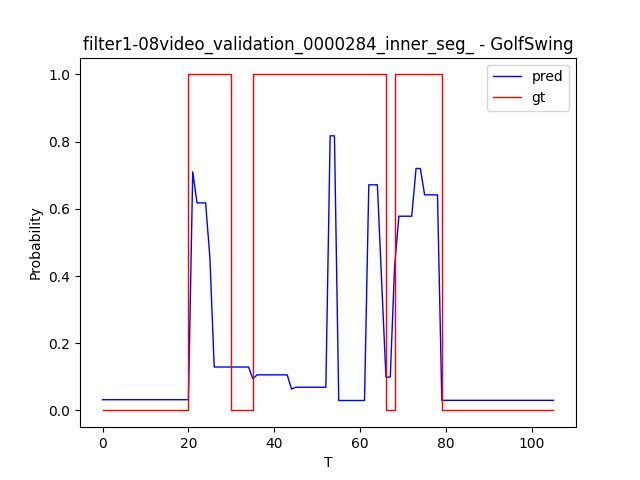 filter1-08video_validation_0000284_inner_seg_ - GolfSwing
1.0
0.8
0.6
0.4
0.2
0.0
Probability
pred
gt
0 20 40 60 80 100
T